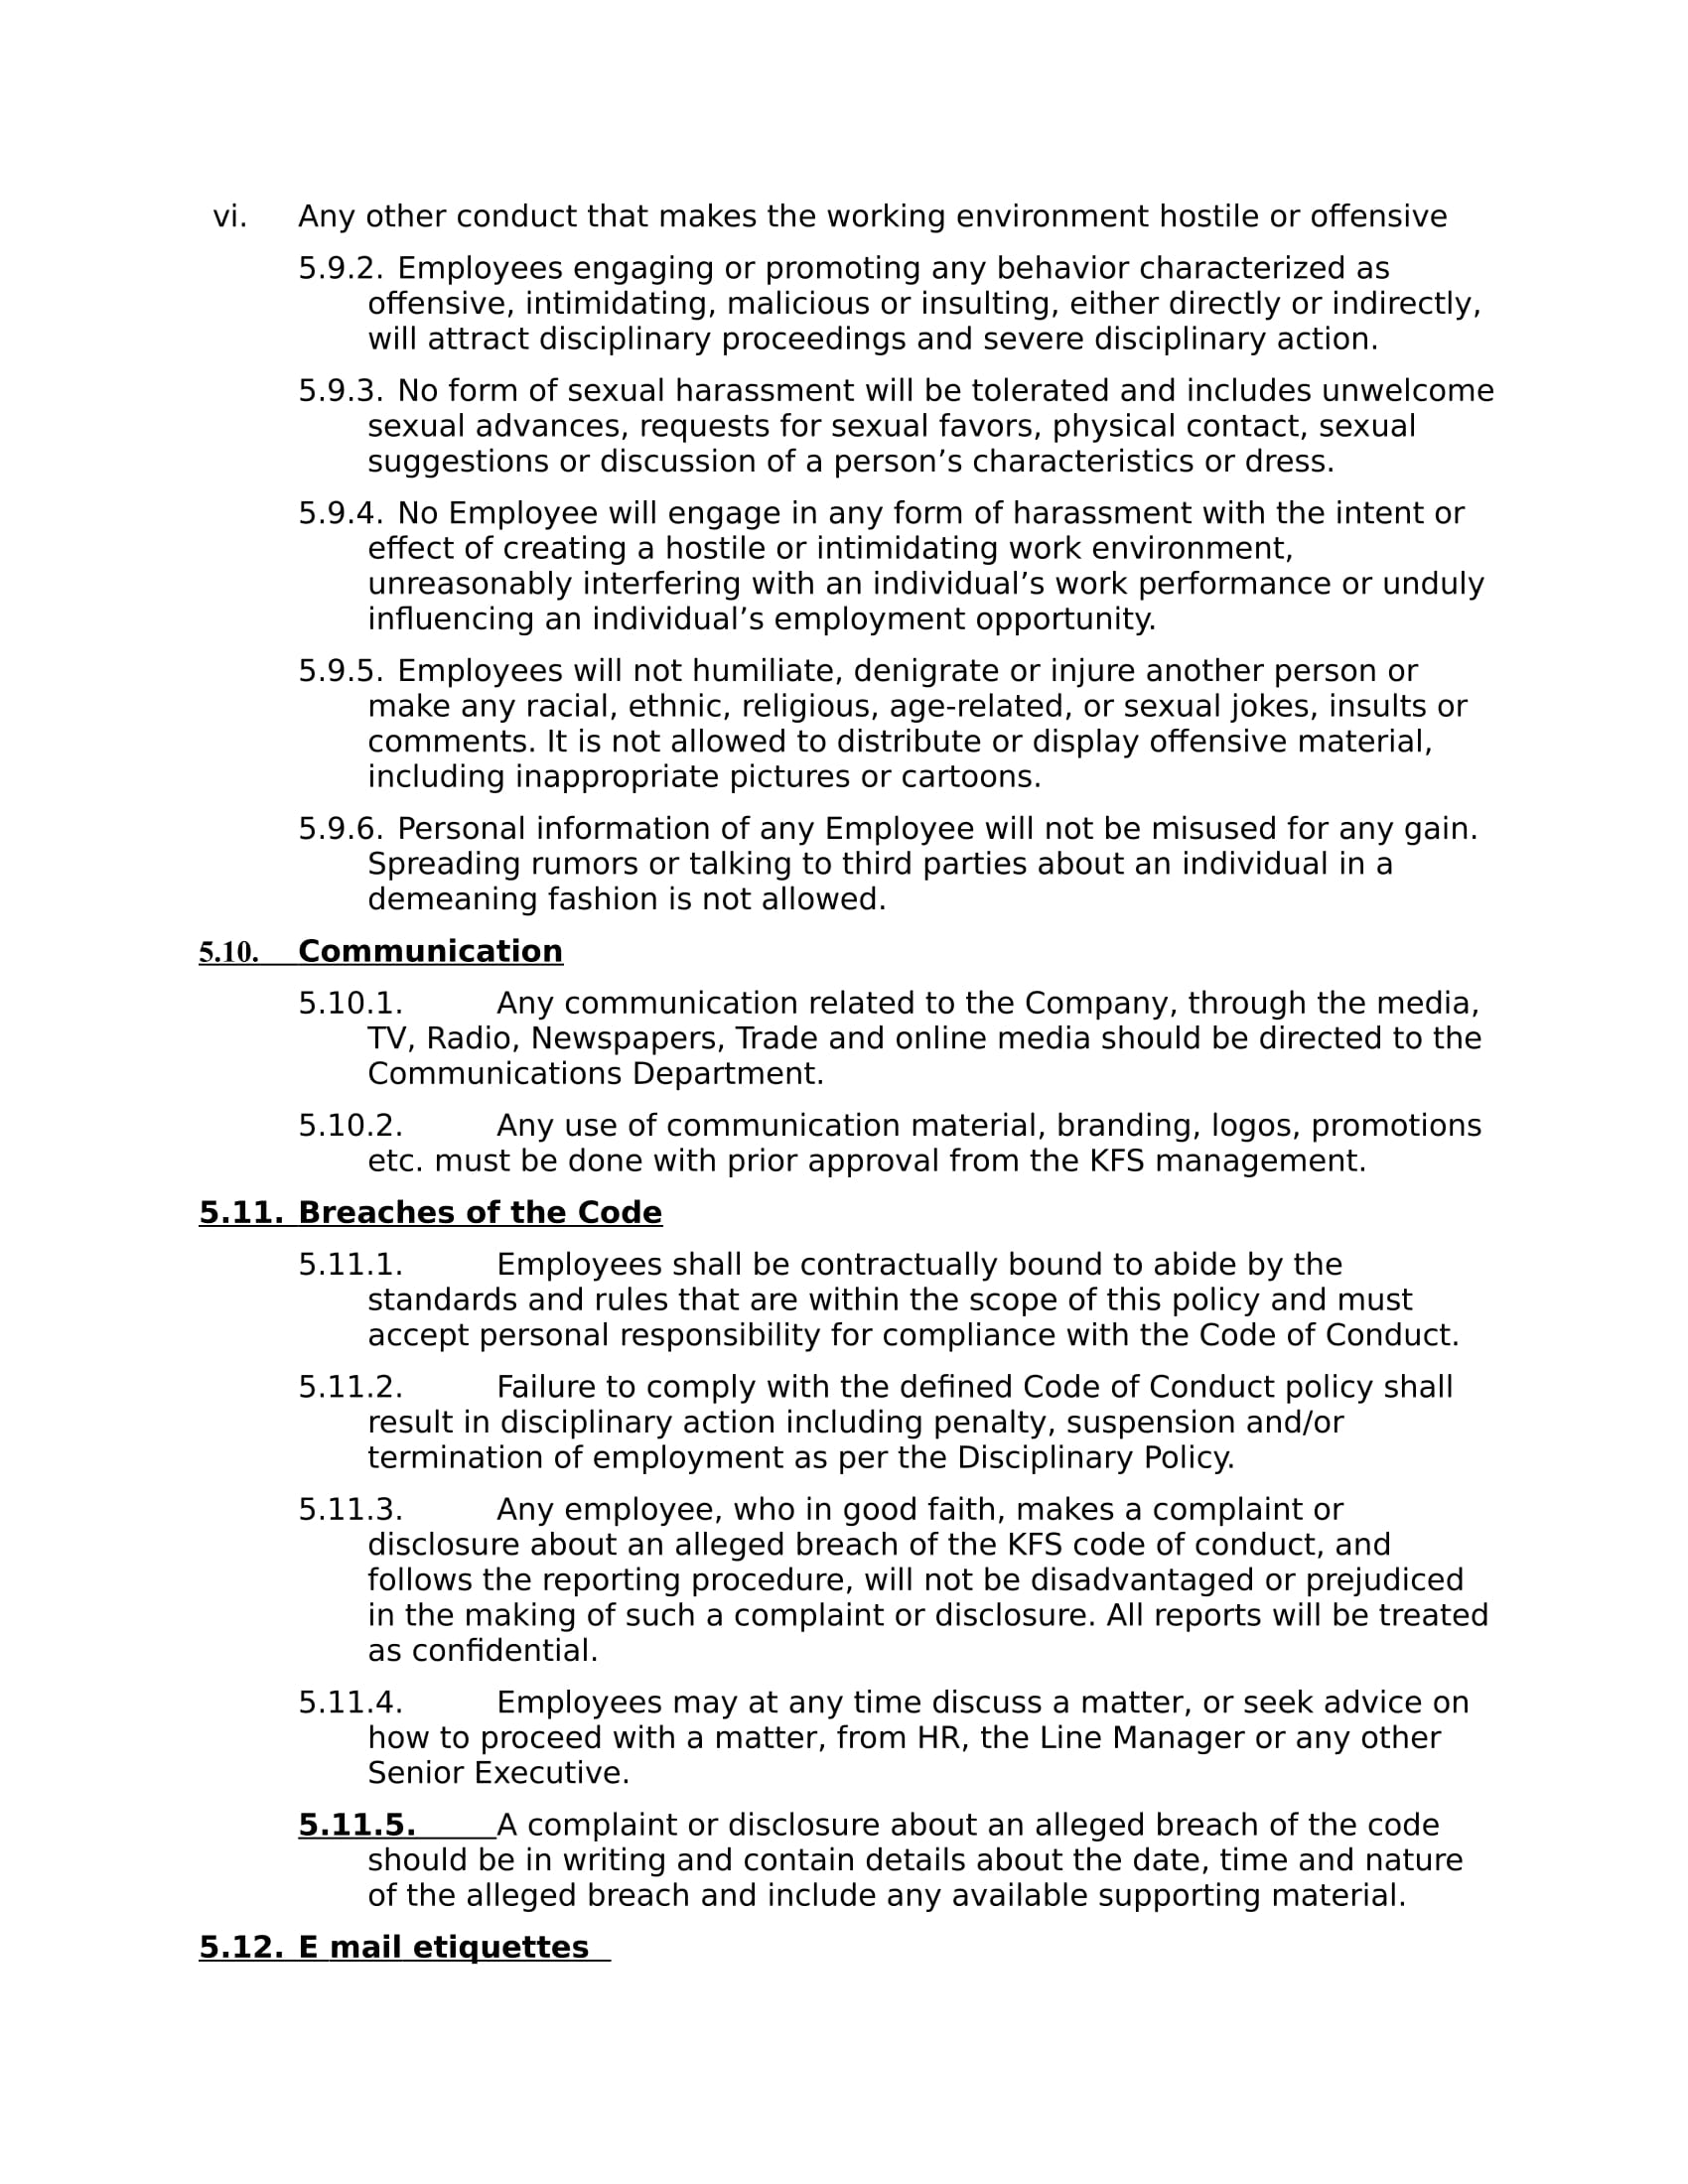 vi. Any other conduct that makes the working environment hostile or offensive
5.9.2. Employees engaging or promoting any behavior characterized as
offensive, intimidating, malicious or insulting, either directly or indirectly,
will attract disciplinary proceedings and severe disciplinary action.
5.9.3. No form of sexual harassment will be tolerated and includes unwelcome
sexual advances, requests for sexual favors, physical contact, sexual
suggestions or discussion of a person’s characteristics or dress.
5.9.4. No Employee will engage in any form of harassment with the intent or
effect of creating a hostile or intimidating work environment,
unreasonably interfering with an individual’s work performance or unduly
influencing an individual’s employment opportunity.
5.9.5. Employees will not humiliate, denigrate or injure another person or
make any racial, ethnic, religious, age-related, or sexual jokes, insults or
comments. It is not allowed to distribute or display offensive material,
including inappropriate pictures or cartoons.
5.9.6. Personal information of any Employee will not be misused for any gain.
Spreading rumors or talking to third parties about an individual in a
demeaning fashion is not allowed.
5.10. Communication
5.10.1. Any communication related to the Company, through the media,
TV, Radio, Newspapers, Trade and online media should be directed to the
Communications Department.
5.10.2. Any use of communication material, branding, logos, promotions
etc. must be done with prior approval from the KFS management.
5.11. Breaches of the Code
5.11.1. Employees shall be contractually bound to abide by the
standards and rules that are within the scope of this policy and must
accept personal responsibility for compliance with the Code of Conduct.
5.11.2. Failure to comply with the defined Code of Conduct policy shall
result in disciplinary action including penalty, suspension and/or
termination of employment as per the Disciplinary Policy.
5.11.3. Any employee, who in good faith, makes a complaint or
disclosure about an alleged breach of the KFS code of conduct, and
follows the reporting procedure, will not be disadvantaged or prejudiced
in the making of such a complaint or disclosure. All reports will be treated
as confidential.
5.11.4. Employees may at any time discuss a matter, or seek advice on
how to proceed with a matter, from HR, the Line Manager or any other
Senior Executive.
5.11.5. A complaint or disclosure about an alleged breach of the code
should be in writing and contain details about the date, time and nature
of the alleged breach and include any available supporting material.
5.12. E mail etiquettes